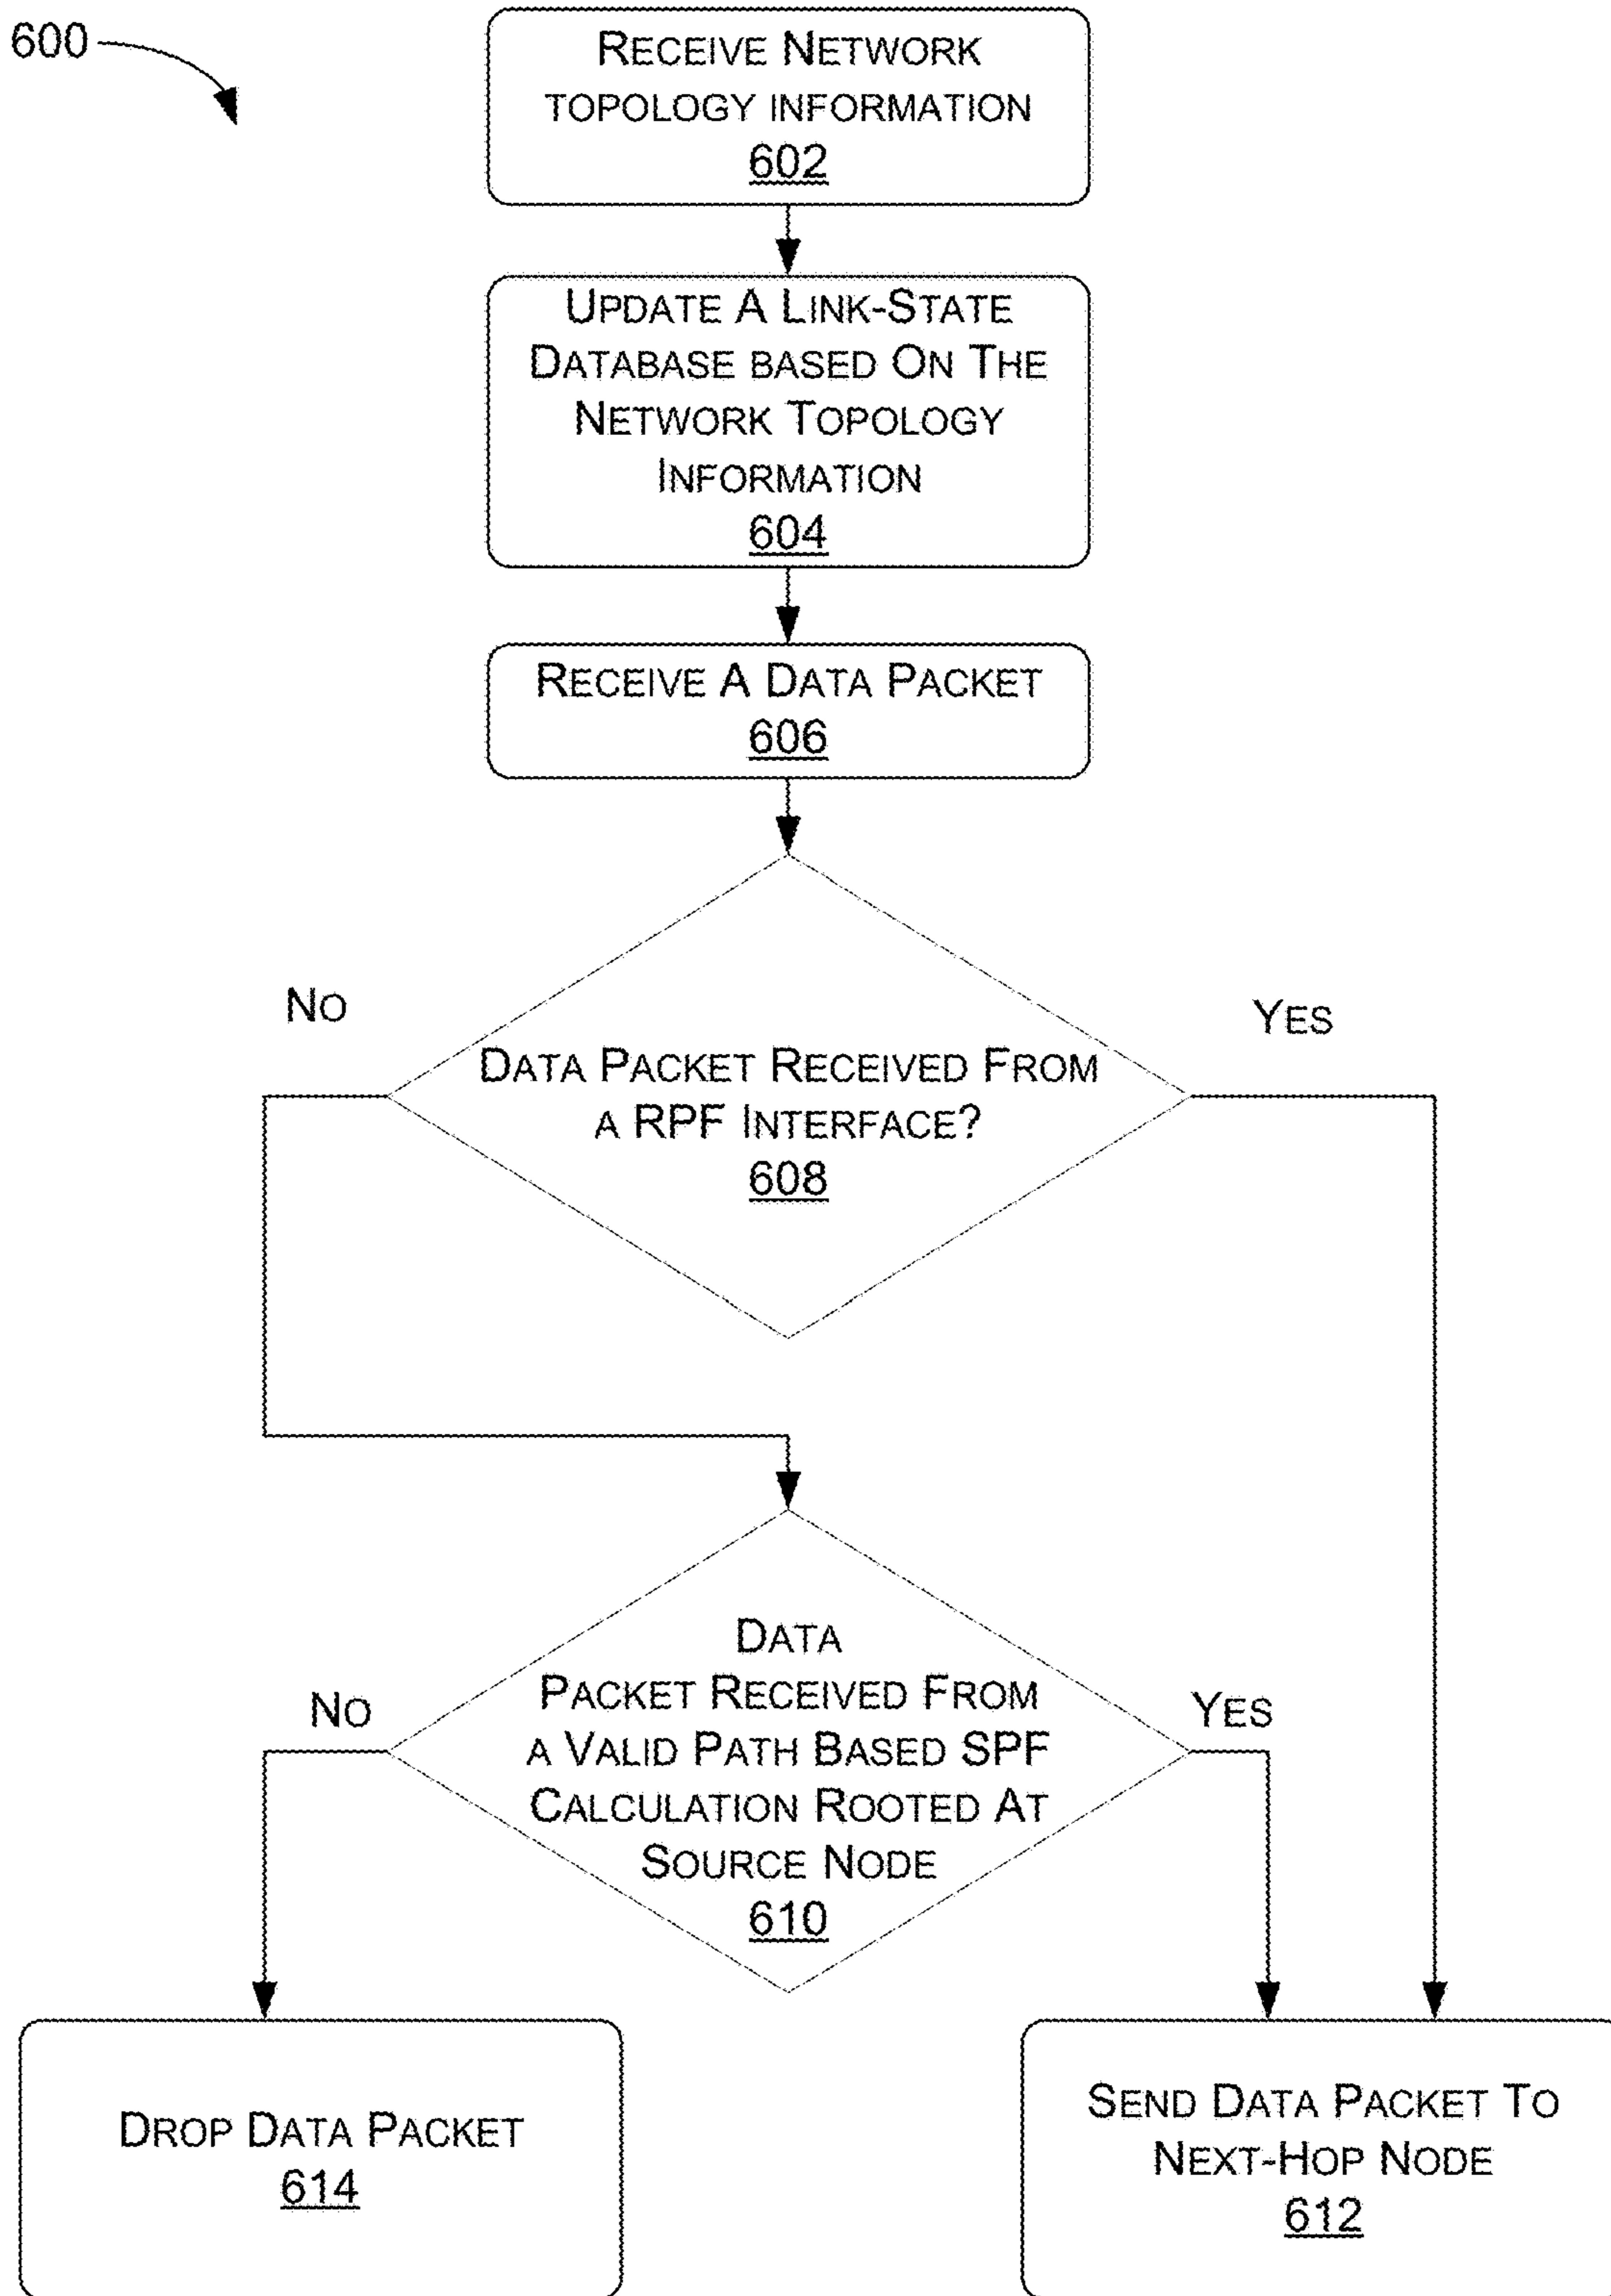 600
RECEIVE NETWORK
TOPOLOGY INFORMATION
602
UPDATE A LINK-STATE
DATABASE BASED ON THE
NETWORK TOPOLOGY
INFORMATION
604
RECEIVE A DATA PACKET
606
NO
YES
DATA PACKET RECEIVED FROM
A RPF INTERFACE?
608
NO
YES
DATA
PACKET RECEIVED FROM
A VALID PATH BASED SPF
CALCULATION ROOTED AT
SOURCE NODE
610
DROP DATA PACKET
614
SEND DATA PACKET TO
NEXT-HOP NODE
612